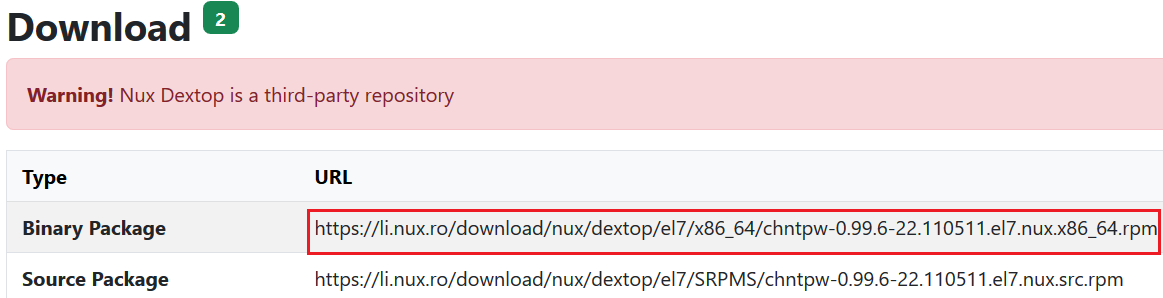 Download 2
Warning! Nux Dextop is a third-party repository
Type URL
Binary Package https://li.nux.ro/download/nux/dextop/el7/x86_64/chntpw-0.99.6-22.110511.el7.nux.x86_64.rpm
Source Package https://li.nux.ro/download/nux/dextop/el7/SRPMS/chntpw-0.99.6-22.110511.el7.nux.src.rpm